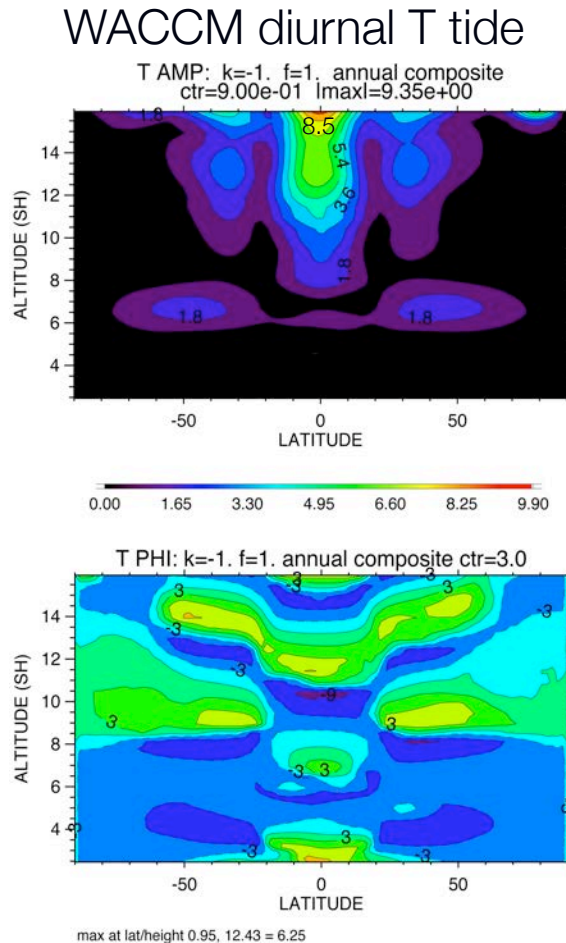 WACCM diurnal T tide
T AMP: k=-1. f=1. annual composite
ctr=9.00e-01 lmaxl=9.35e+00
1.8
8.5
5.4
3.6
1.8
1.8
1.8
14
12
10
8
6
4
ALTITUDE (SH)
-50 0 50
LATITUDE
0.00 1.65 3.30 4.95 6.60 8.25 9.90
T PHI: k=-1. f=1. annual composite ctr=3.0
-3 -3
3 3
-3 -3
-3 -3
-9
3 3
-3 3
-3
3 3
-3 -3
14
12
10
8
6
4
ALTITUDE (SH)
-50 0 50
LATITUDE
max at lat/height 0.95, 12.43 = 6.25